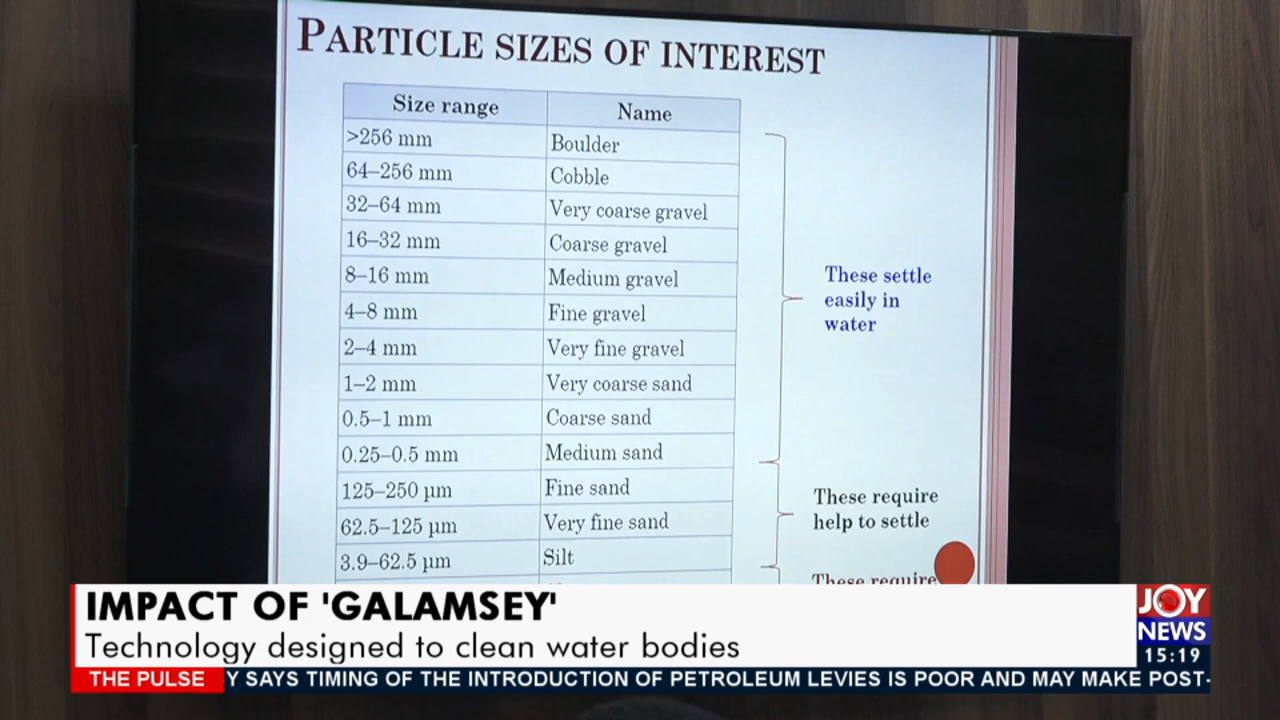 PARTICLE SIZES OF INTEREST
Size range Name
>256 mm Boulder
64–256 mm Cobble
32–64 mm Very coarse gravel
16–32 mm Coarse gravel
8–16 mm Medium gravel
4–8 mm Fine gravel
2–4 mm Very fine gravel
1–2 mm Very coarse sand
0.5–1 mm Coarse sand
0.25–0.5 mm Medium sand
125–250 µm Fine sand
62.5–125 µm Very fine sand
3.9–62.5 µm Silt
These settle
easily in
water
These require
help to settle
These require
IMPACT OF 'GALAMSEY'
Technology designed to clean water bodies
JOY
NEWS
15:19
THE PULSE Y SAYS TIMING OF THE INTRODUCTION OF PETROLEUM LEVIES IS POOR AND MAY MAKE POST-